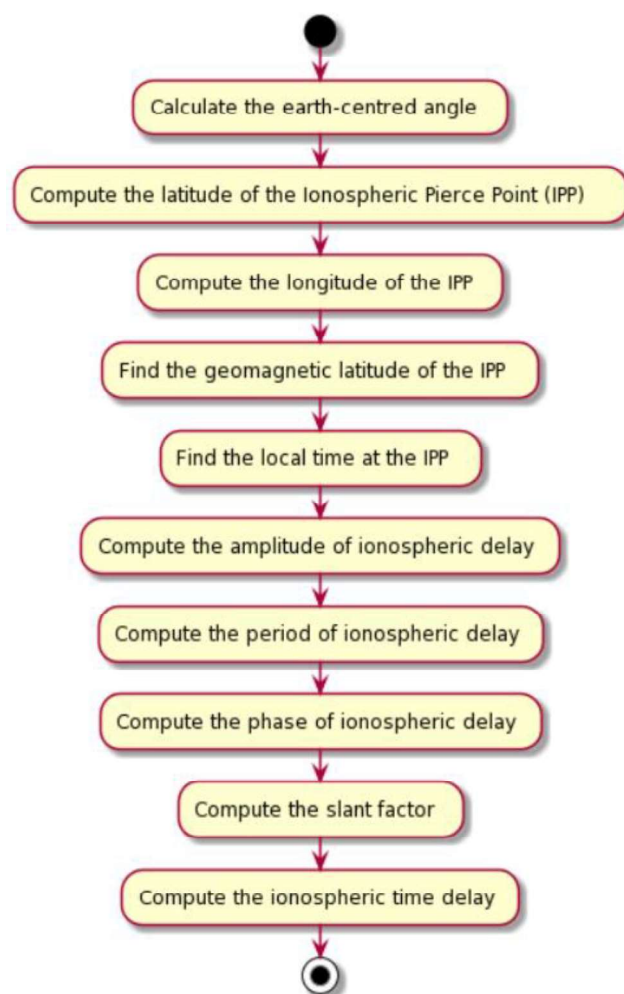 Calculate the earth-centred angle
Compute the latitude of the Ionospheric Pierce Point (IPP)
Compute the longitude of the IPP
Find the geomagnetic latitude of the IPP
Find the local time at the IPP
Compute the amplitude of ionospheric delay
Compute the period of ionospheric delay
Compute the phase of ionospheric delay
Compute the slant factor
Compute the ionospheric time delay